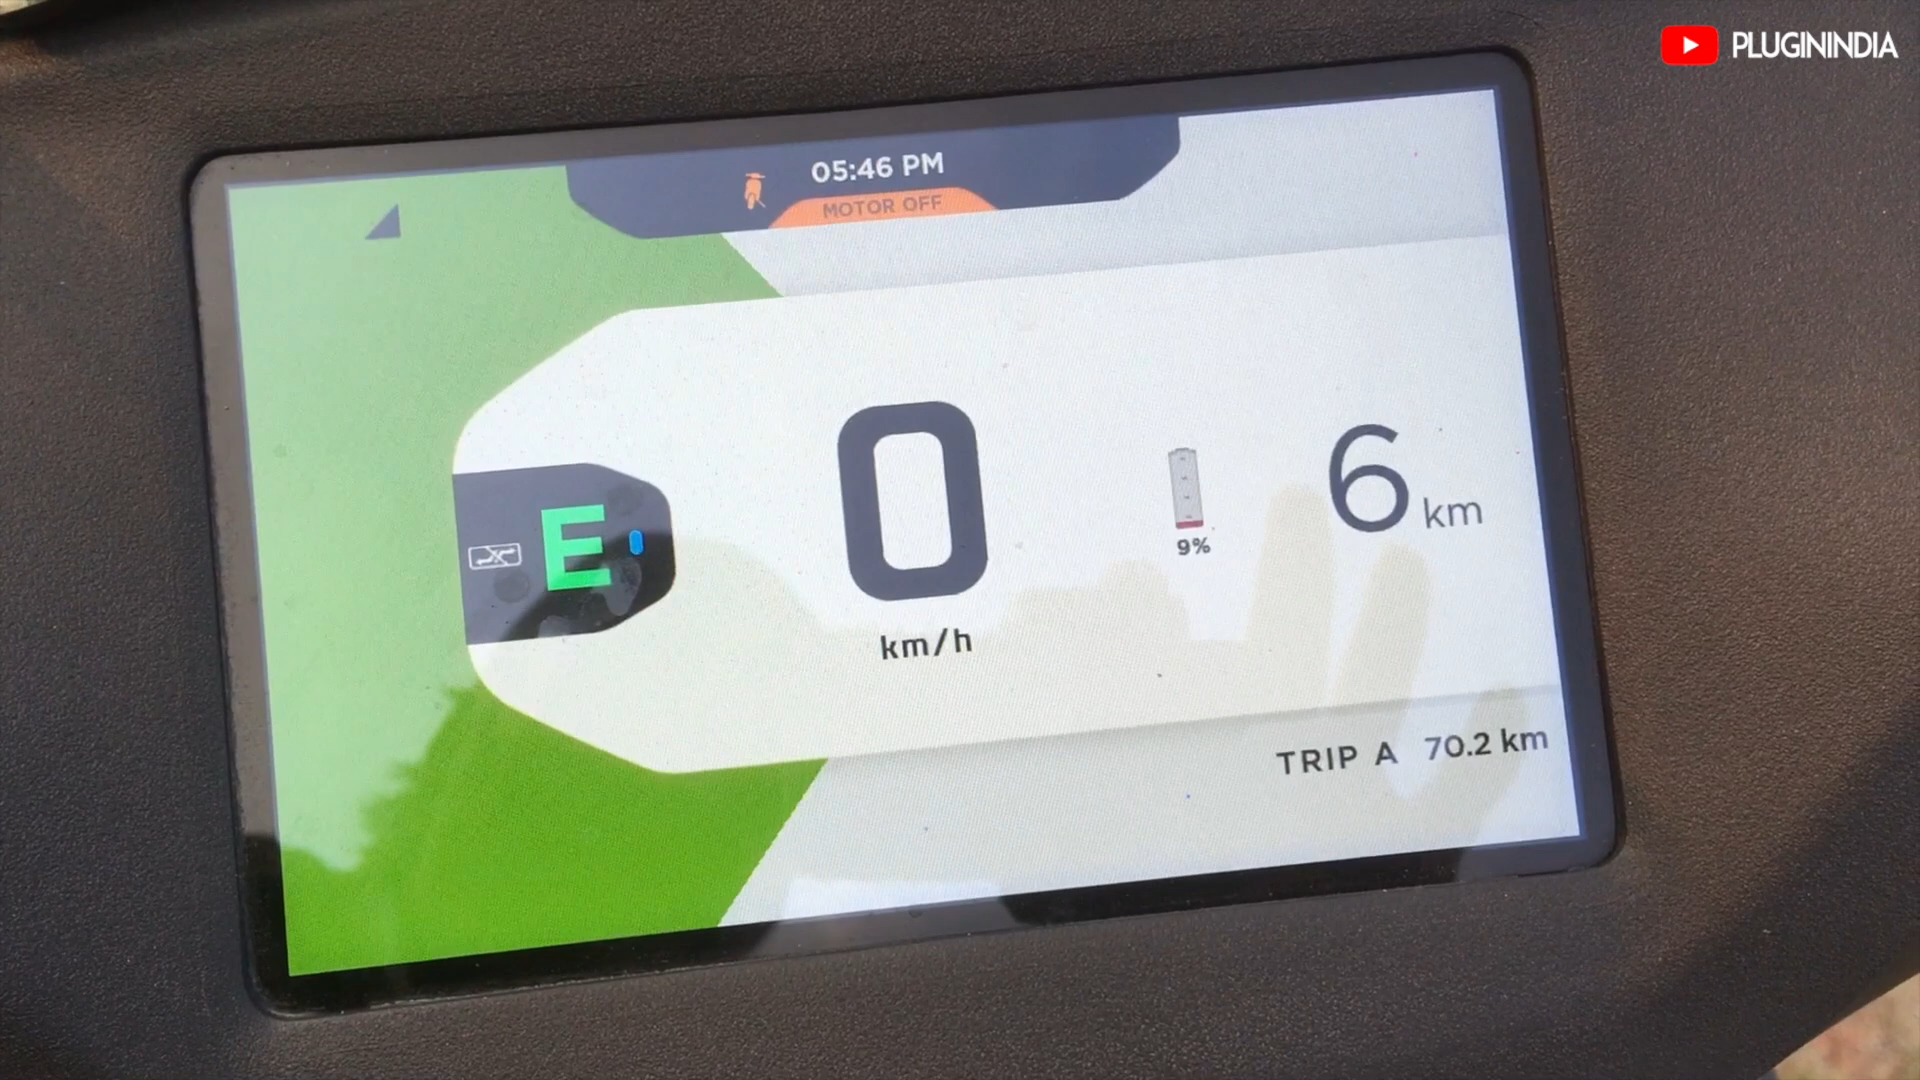 PLUGININDIA
05:46 PM
MOTOR OFF
E
0
km/h
9%
6 km
TRIP A 70.2 km